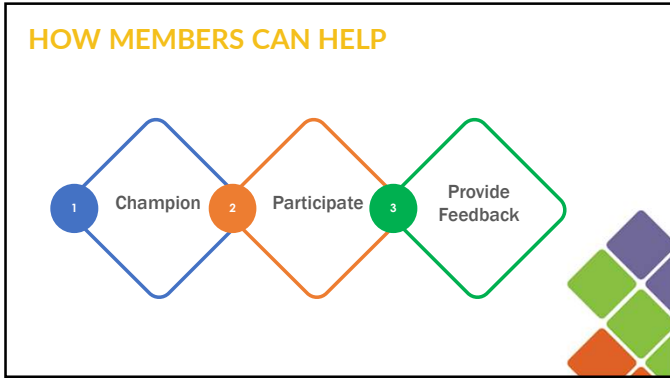 HOW MEMBERS CAN HELP
1
Champion
2
Participate
3
Provide
Feedback